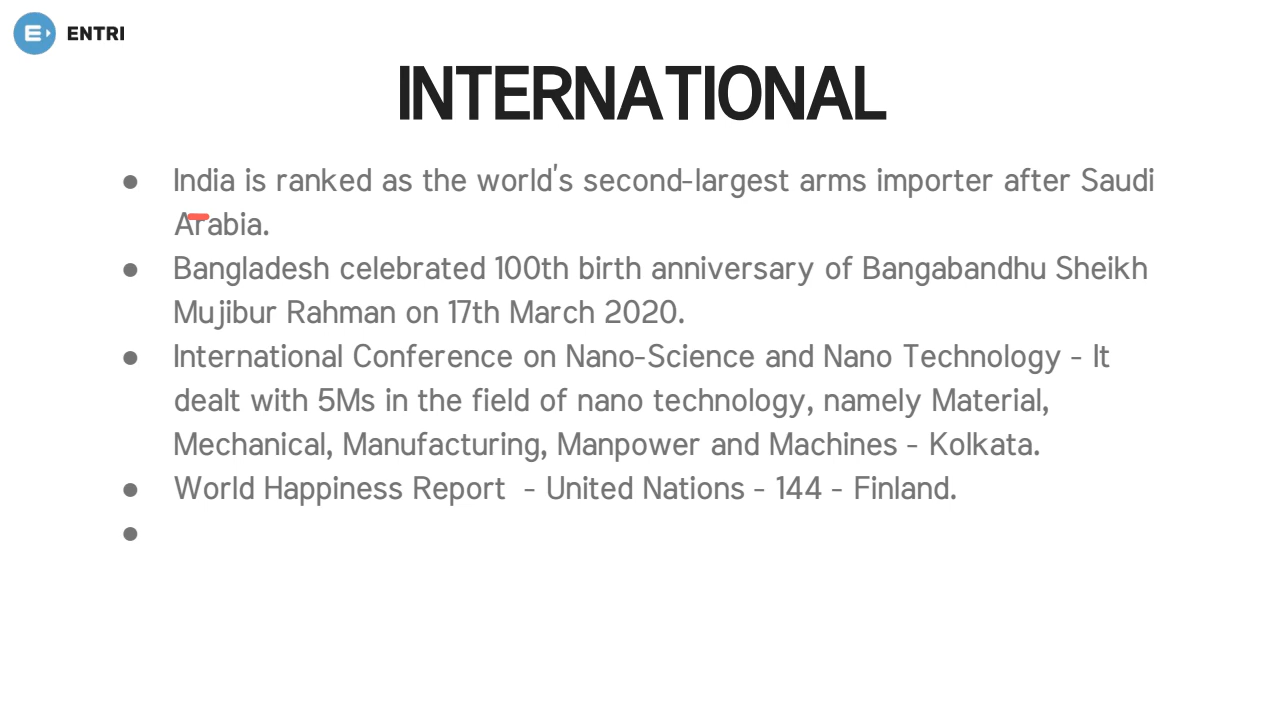 ENTRI
INTERNATIONAL
● India is ranked as the world's second-largest arms importer after Saudi
Arabia.
● Bangladesh celebrated 100th birth anniversary of Bangabandhu Sheikh
Mujibur Rahman on 17th March 2020.
● International Conference on Nano-Science and Nano Technology - It
dealt with 5Ms in the field of nano technology, namely Material,
Mechanical, Manufacturing, Manpower and Machines - Kolkata.
● World Happiness Report - United Nations - 144 - Finland.
●